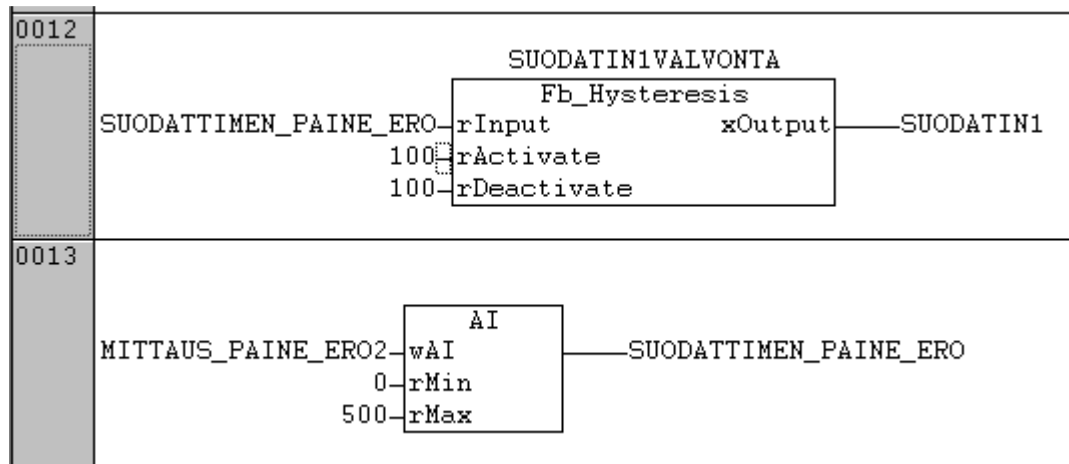 0012
SUODATIN1VALVONTA
Fb_Hysteresis
SUODATTIMEN_PAINE_ERO rInput xOutput SUODATIN1
100 rActivate
100 rDeactivate
0013
AI
MITTAUS_PAINE_ERO2 wAI SUODATTIMEN_PAINE_ERO
0 rMin
500 rMax